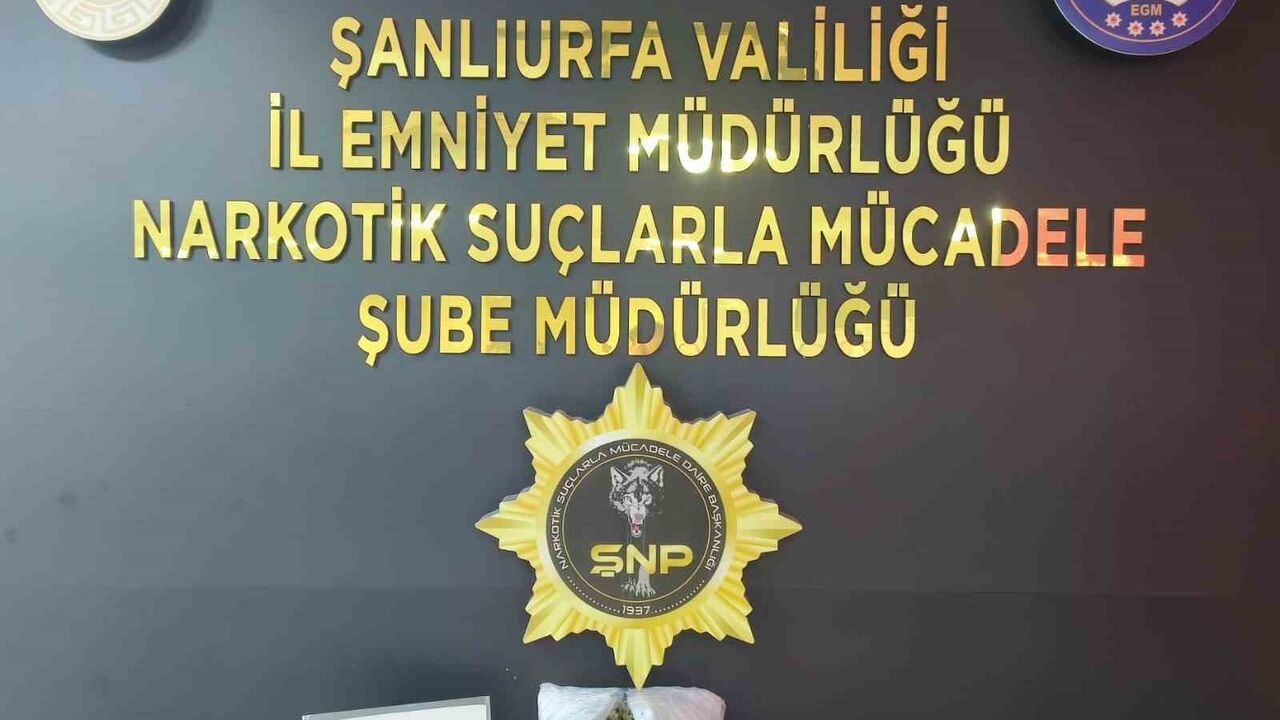 EGM
ŞANLIURFA VALİLİĞİ
İL EMNİYET MÜDÜRLÜĞÜ
NARKOTİK SUÇLARLA MÜCADELE
ŞUBE MÜDÜRLÜĞÜ
NARKOTİK SUÇLARLA MÜCADELE DAİRE BAŞKANLIĞI
ŞNP
1937